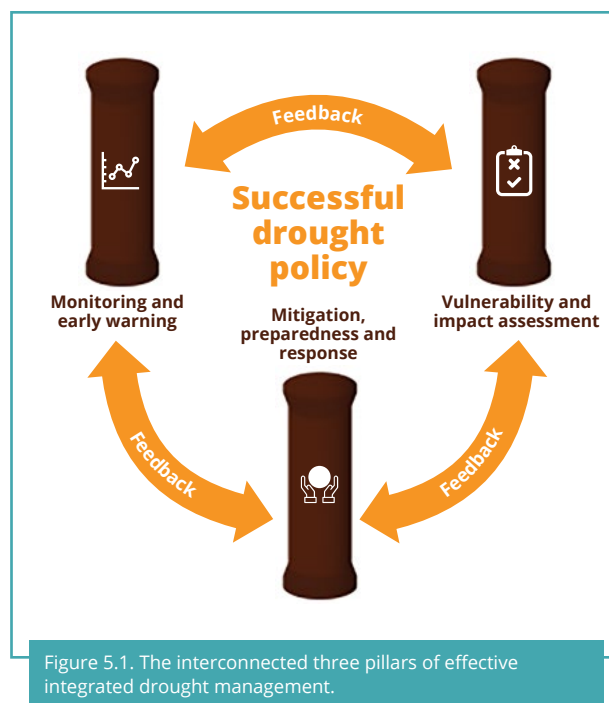 Feedback
Successful
drought
policy
Monitoring and
early warning
Vulnerability and
impact assessment
Mitigation,
preparedness and
response
Feedback
Feedback
Figure 5.1. The interconnected three pillars of effective
integrated drought management.